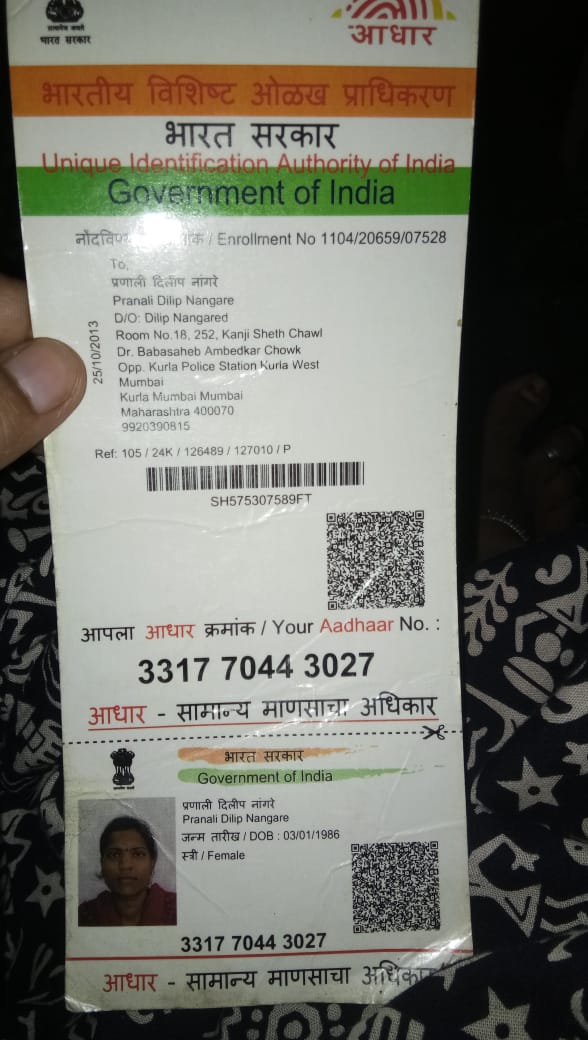 भारत सरकार
आधार
भारतीय विशिष्ट ओळख प्राधिकरण
भारत सरकार
Unique Identification Authority of India
Government of India
/ Enrollment No 1104/20659/07528
To,
प्रणाली दिलीप नांगरे
Pranali Dilip Nangare
D/O: Dilip Nangared
Room No.18, 252, Kanji Sheth Chawl
Dr. Babasaheb Ambedkar Chowk
Opp. Kurla Police Station Kurla West
Mumbai
Kurla Mumbai Mumbai
Maharashtra 400070
9920390815
25/10/2013
Ref: 105 / 24K / 126489 / 127010 / P
SH575307589FT
आपला आधार क्रमांक / Your Aadhaar No. :
3317 7044 3027
आधार - सामान्य माणसाचा अधिकार
भारत सरकार
Government of India
प्रणाली दिलीप नांगरे
Pranali Dilip Nangare
जन्म तारीख / DOB : 03/01/1986
स्त्री / Female
3317 7044 3027
आधार - सामान्य माणसाचा अधिकार